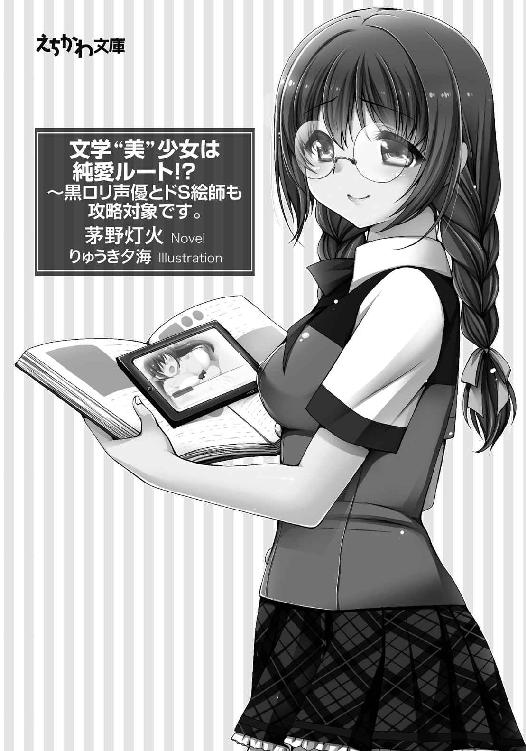 えちかわ文庫
文学“美”少女は
純愛ルート!?
～黒ロリ声優とドS絵師も
攻略対象です。
茅野灯火 Novel
りゅうき夕海 Illustration